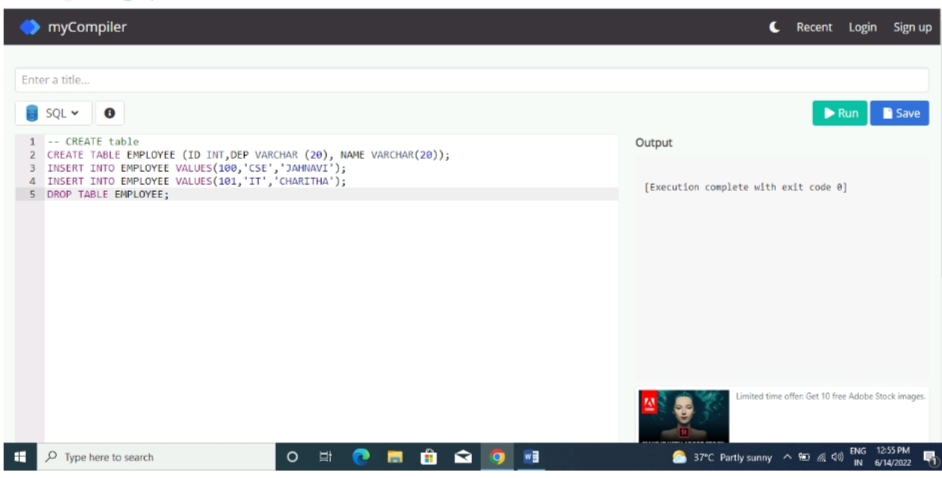 myCompiler
Recent Login Sign up
Enter a title...
SQL
Run Save
1 -- CREATE table
2 CREATE TABLE EMPLOYEE (ID INT,DEP VARCHAR (20), NAME VARCHAR(20));
3 INSERT INTO EMPLOYEE VALUES(100,'CSE','JAHNAVI');
4 INSERT INTO EMPLOYEE VALUES(101,'IT','CHARITHA');
5 DROP TABLE EMPLOYEE;
Output
[Execution complete with exit code 0]
Limited time offer: Get 10 free Adobe Stock images.
Type here to search
37°C Partly sunny
ENG
IN
12:55 PM
6/14/2022